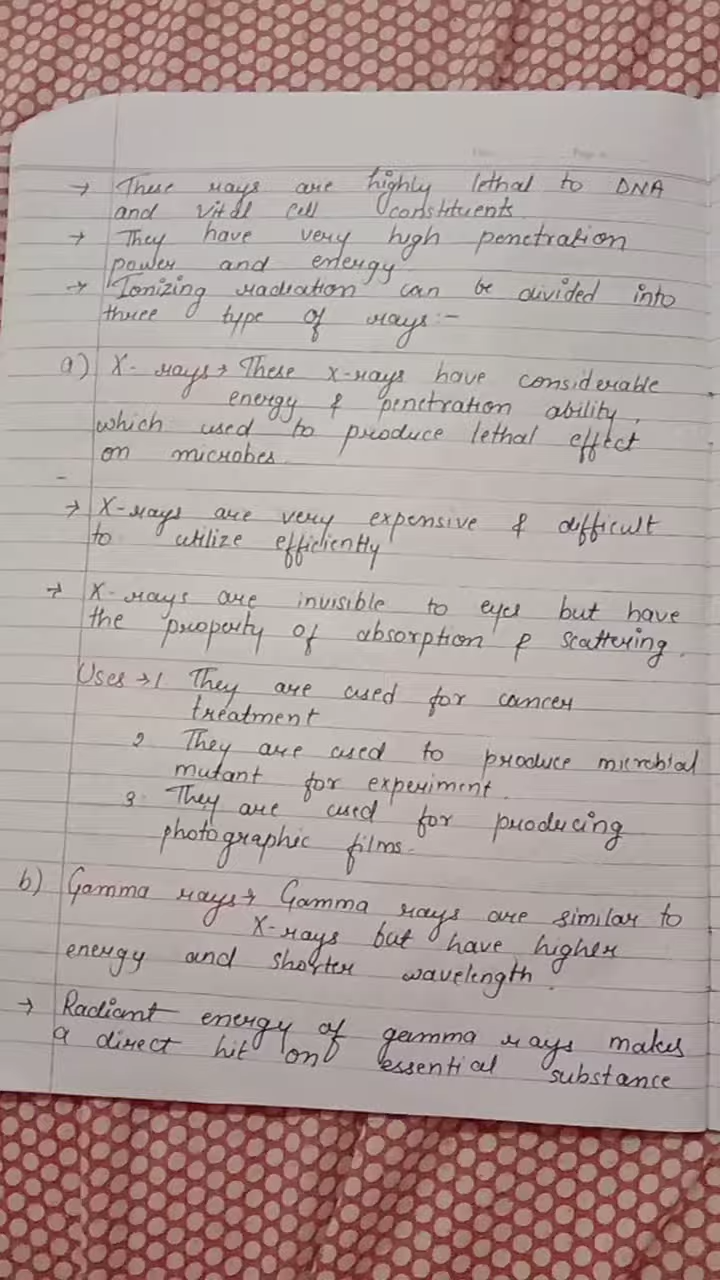 → These rays are highly lethal to DNA
and vital cell constituents.
→ They have very high penetration
power and energy
→ Ionizing radiation can be divided into
three type of rays:-
a) X-rays → These x-rays have considerable
energy & penetration ability,
which used to produce lethal effect
on microbes.
→ X-rays are very expensive & difficult
to utilize efficiently
→ X-rays are invisible to eyes but have
the property of absorption & scattering.
Uses → 1 They are used for cancer
treatment
2 They are used to produce microbial
mutant for experiment.
3. They are used for producing
photographic films.
b) Gamma rays → Gamma rays are similar to
X-rays but have higher
energy and shorter wavelength.
→ Radiant energy of gamma rays makes
a direct hit on essential substance